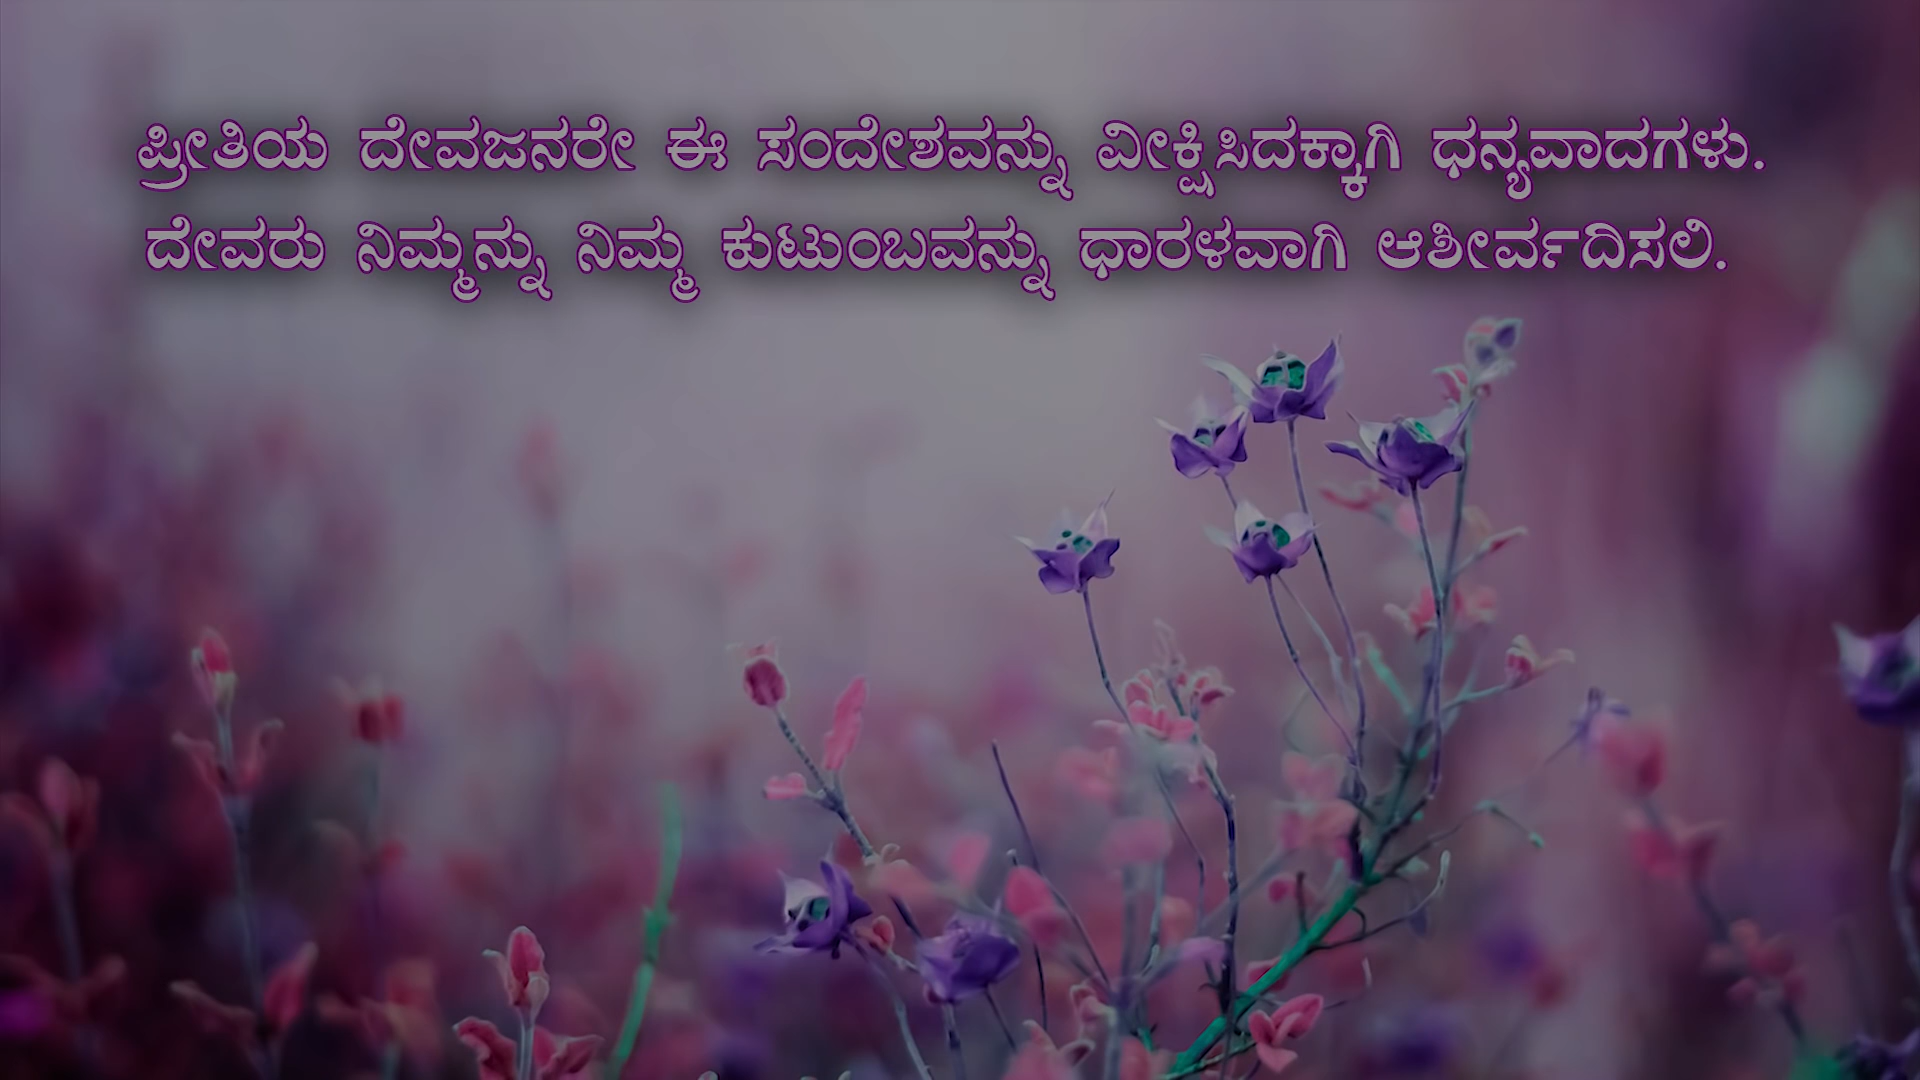 ಪ್ರೀತಿಯ ದೇವಜನರೇ ಈ ಸಂದೇಶವನ್ನು ವೀಕ್ಷಿಸಿದಕ್ಕಾಗಿ ಧನ್ಯವಾದಗಳು.
ದೇವರು ನಿಮ್ಮನ್ನು ನಿಮ್ಮ ಕುಟುಂಬವನ್ನು ಧಾರಳವಾಗಿ ಆಶೀರ್ವದಿಸಲಿ.